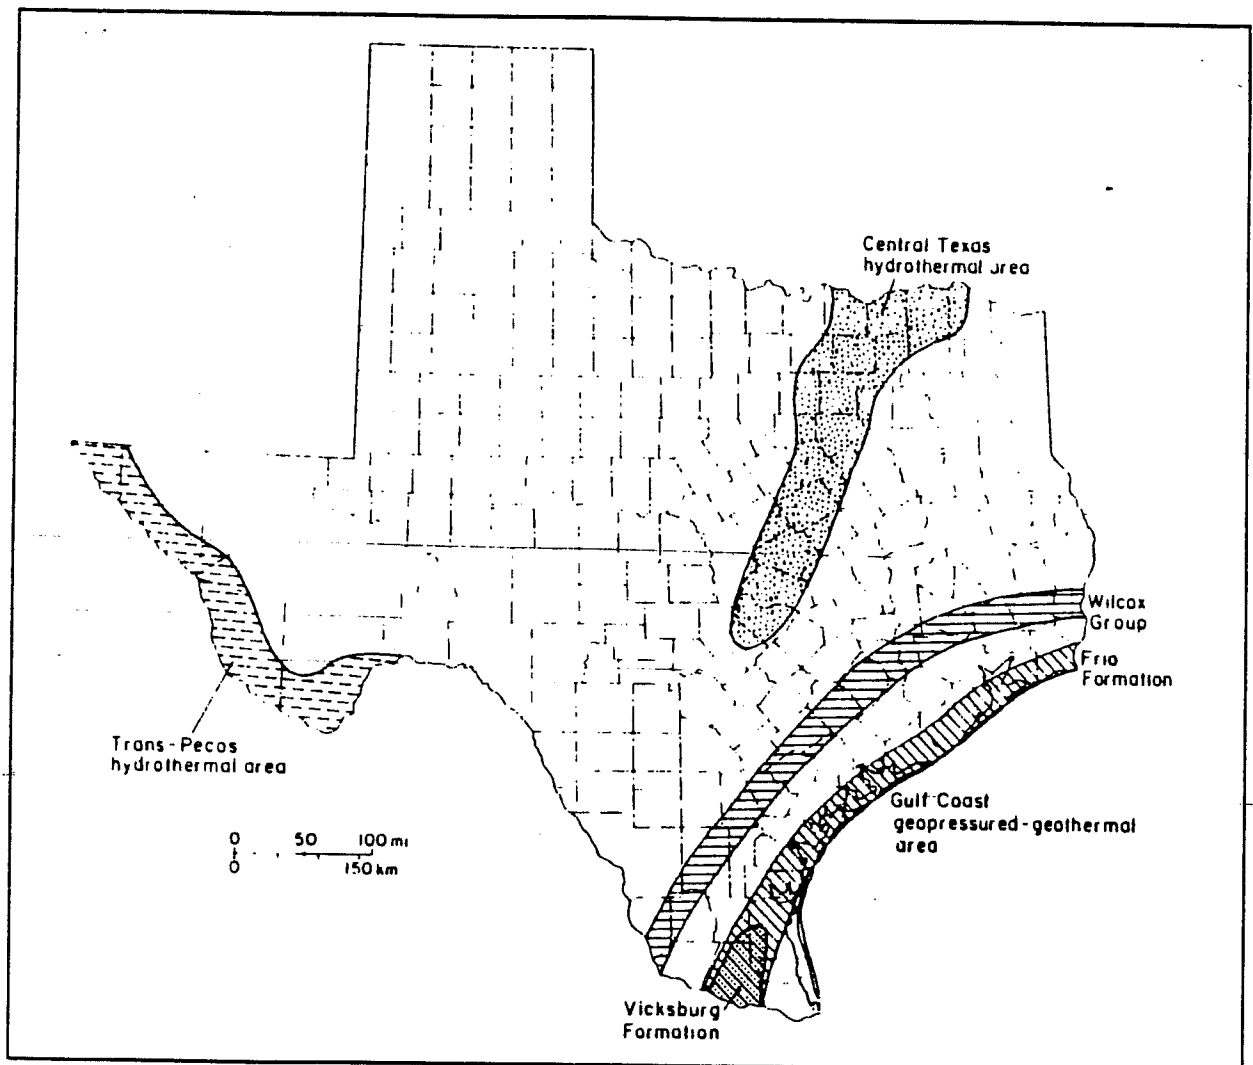 Central Texas
hydrothermal area
Wilcox
Group
Frio
Formation
Trans-Pecos
hydrothermal area
Gulf Coast
geopressured-geothermal
area
0 50 100 mi
0 150 km
Vicksburg
Formation